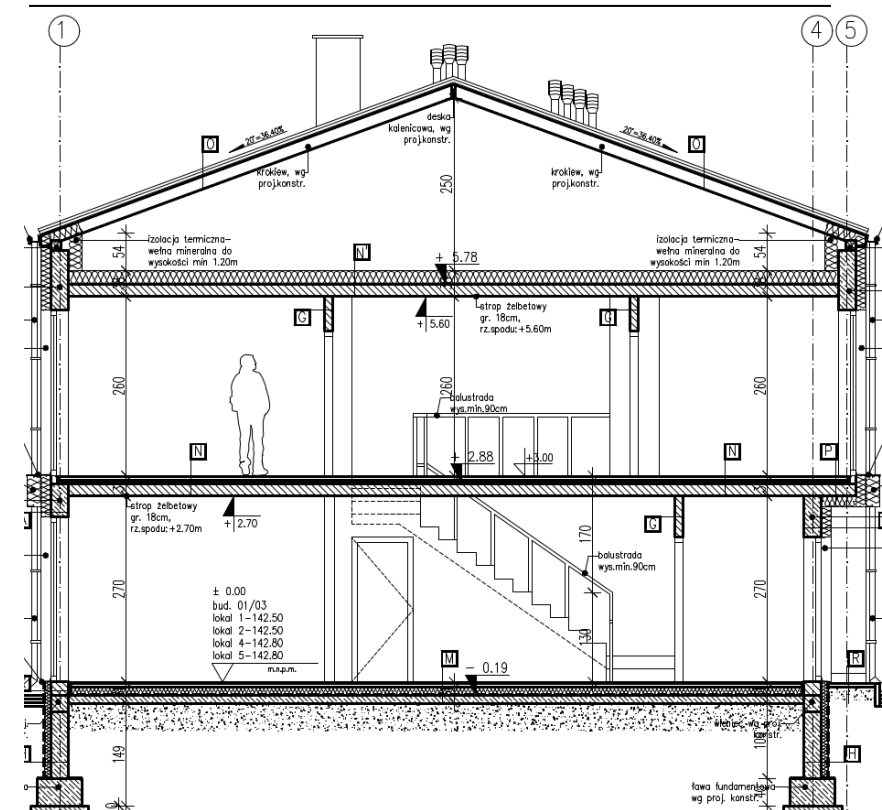 1
4
5
20°=36.40%
20°=36.40%
O
O
deska
kalenicowa, wg
proj.konstr.
krokiew, wg
proj.konstr.
krokiew, wg
proj.konstr.
250
izolacja termiczna-
wełna mineralna do
wysokości min 1.20m
izolacja termiczna-
wełna mineralna do
wysokości min 1.20m
54
54
N'
+ 5.78
G
G
+ 5.60
strop żelbetowy
gr. 18cm,
rz.spodu:+5.60m
260
260
260
balustrada
wys.min.90cm
N
N
P
+ 2.88
+3.00
strop żelbetowy
gr. 18cm,
rz.spodu:+2.70m
+ 2.70
G
170
balustrada
wys.min.90cm
270
270
130
± 0.00
bud. 01/03
lokal 1-142.50
lokal 2-142.50
lokal 4-142.80
lokal 5-142.80
m.n.p.m.
M
- 0.19
R
wieniec wg proj.
konstr.
149
H
ława fundamentowa
wg proj. konstr.